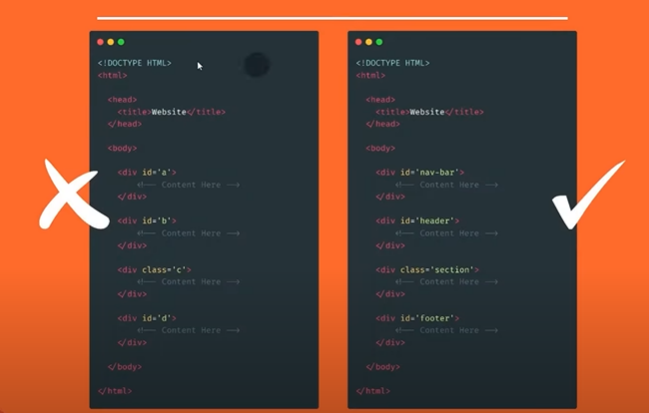 <!DOCTYPE HTML>
<html>
<head>
<title>Website</title>
</head>
<body>
<div id='a'>
<!-- Content Here -->
</div>
<div id='b'>
<!-- Content Here -->
</div>
<div class='c'>
<!-- Content Here -->
</div>
<div id='d'>
<!-- Content Here -->
</div>
</body>
</html>
<!DOCTYPE HTML>
<html>
<head>
<title>Website</title>
</head>
<body>
<div id='nav-bar'>
<!-- Content Here -->
</div>
<div id='header'>
<!-- Content Here -->
</div>
<div class='section'>
<!-- Content Here -->
</div>
<div id='footer'>
<!-- Content Here -->
</div>
</body>
</html>